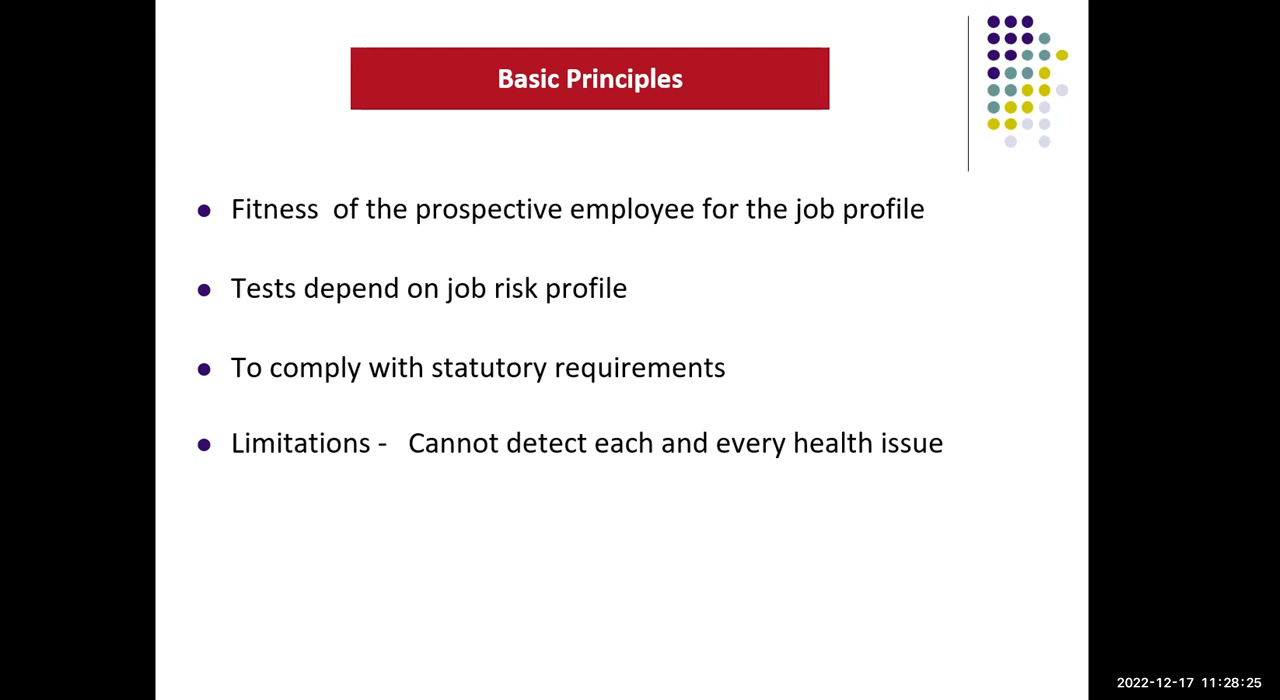 Basic Principles
Fitness  of the prospective employee for the job profile
Tests depend on job risk profile
To comply with statutory requirements
Limitations -   Cannot detect each and every health issue
2022-12-17 11:28:25